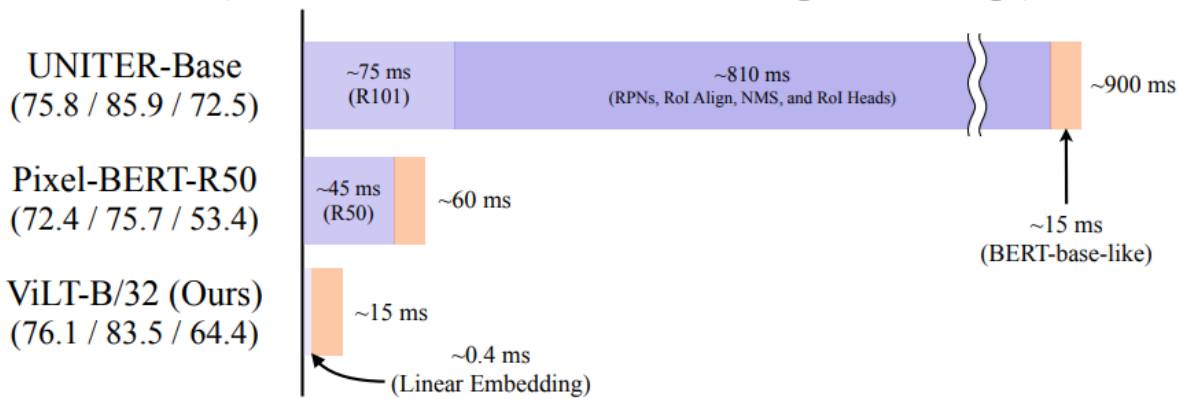 UNITER-Base
(75.8 / 85.9 / 72.5)
~75 ms
(R101)
~810 ms
(RPNs, RoI Align, NMS, and RoI Heads)
~900 ms
Pixel-BERT-R50
(72.4 / 75.7 / 53.4)
~45 ms
(R50)
~60 ms
~15 ms
(BERT-base-like)
ViLT-B/32 (Ours)
(76.1 / 83.5 / 64.4)
~15 ms
~0.4 ms
(Linear Embedding)